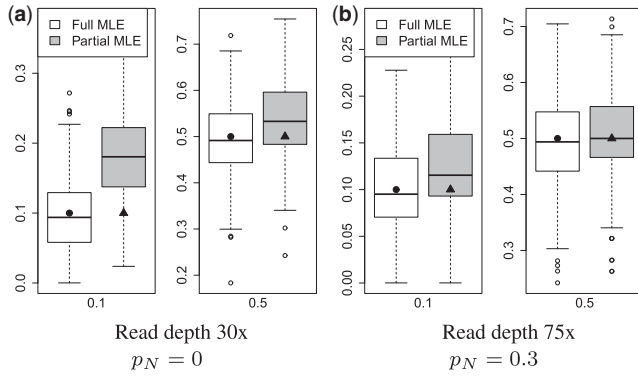 (a)
Full MLE
Partial MLE
0.0 0.1 0.2 0.3
0.1
0.2 0.3 0.4 0.5 0.6 0.7
0.5
Read depth 30x
p_N = 0
(b)
Full MLE
Partial MLE
0.00 0.05 0.10 0.15 0.20 0.25
0.1
0.3 0.4 0.5 0.6 0.7
0.5
Read depth 75x
p_N = 0.3